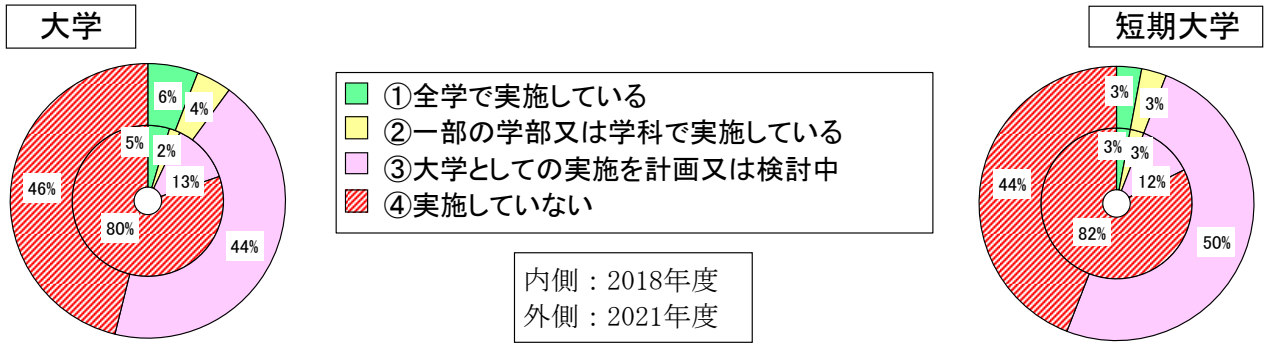 大学
6%
4%
5%
2%
13%
46%
80%
44%
①全学で実施している
②一部の学部又は学科で実施している
③大学としての実施を計画又は検討中
④実施していない
内側：2018年度
外側：2021年度
短期大学
3%
3%
3%
3%
12%
44%
82%
50%